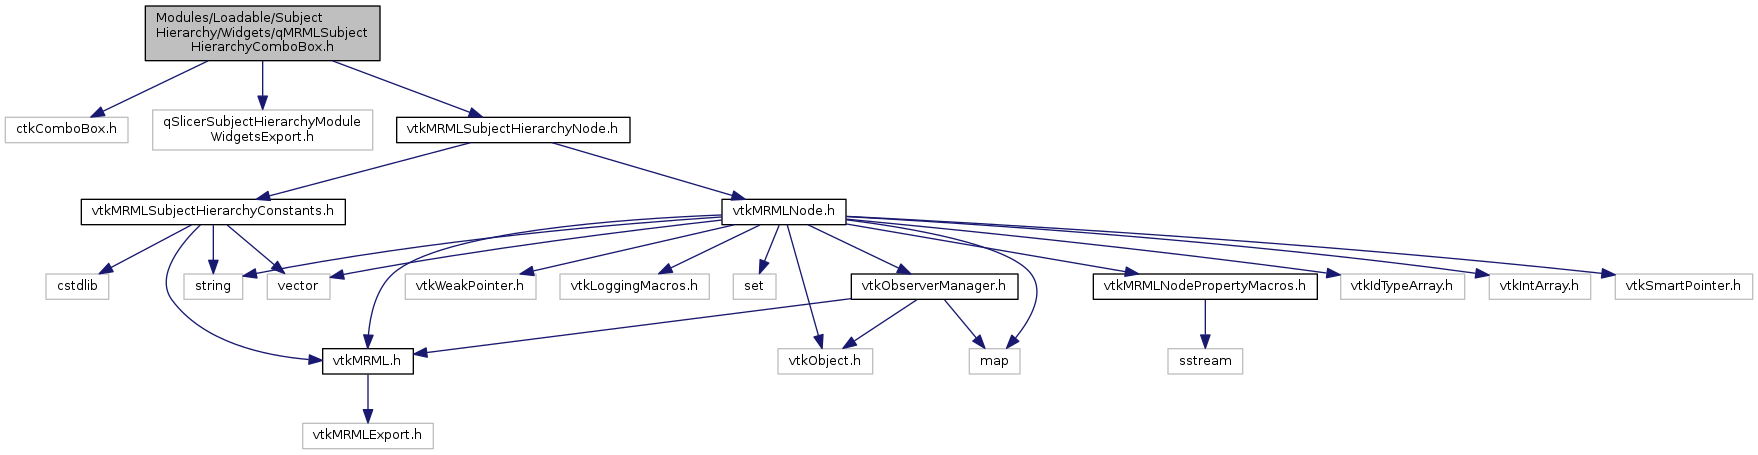 Modules/Loadable/Subject
Hierarchy/Widgets/qMRMLSubject
HierarchyComboBox.h
ctkComboBox.h
qSlicerSubjectHierarchyModule
WidgetsExport.h
vtkMRMLSubjectHierarchyNode.h
vtkMRMLSubjectHierarchyConstants.h
vtkMRMLNode.h
cstdlib
string
vector
vtkWeakPointer.h
vtkLoggingMacros.h
set
vtkObserverManager.h
vtkMRMLNodePropertyMacros.h
vtkIdTypeArray.h
vtkIntArray.h
vtkSmartPointer.h
vtkMRML.h
vtkObject.h
map
sstream
vtkMRMLExport.h